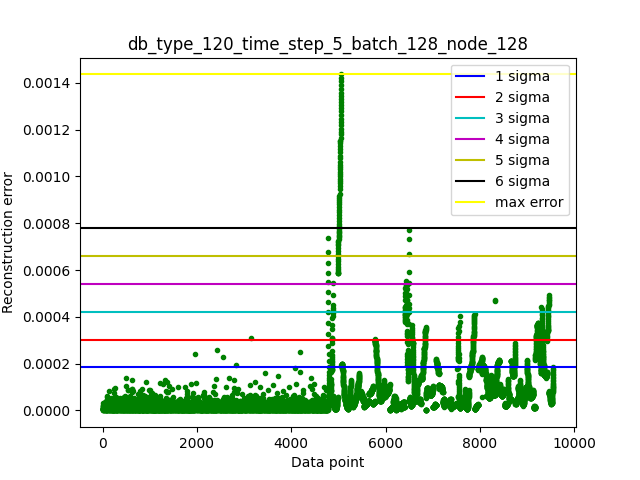 db_type_120_time_step_5_batch_128_node_128
Reconstruction error
0.0014
0.0012
0.0010
0.0008
0.0006
0.0004
0.0002
0.0000
1 sigma
2 sigma
3 sigma
4 sigma
5 sigma
6 sigma
max error
0 2000 4000 6000 8000 10000
Data point